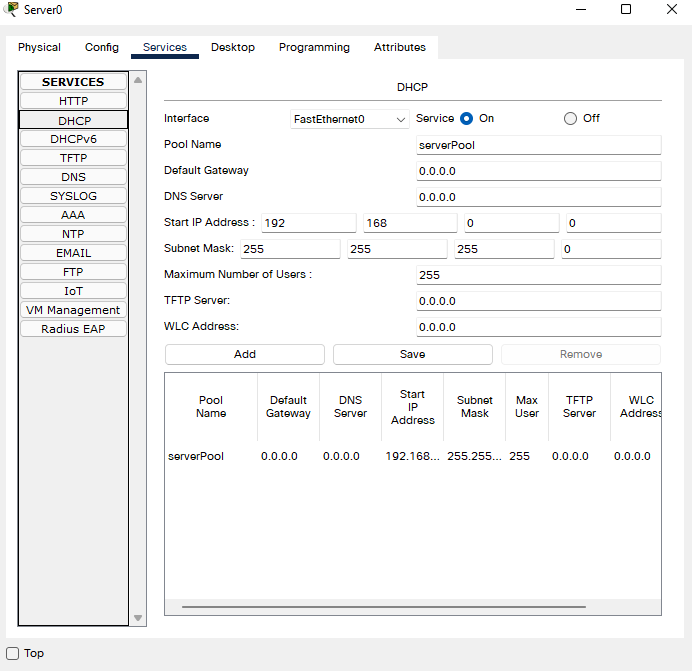 Server0
Physical Config Services Desktop Programming Attributes
SERVICES
HTTP
DHCP
DHCPv6
TFTP
DNS
SYSLOG
AAA
NTP
EMAIL
FTP
IoT
VM Management
Radius EAP
DHCP
Interface FastEthernet0 Service On Off
Pool Name serverPool
Default Gateway 0.0.0.0
DNS Server 0.0.0.0
Start IP Address : 192 168 0 0
Subnet Mask: 255 255 255 0
Maximum Number of Users : 255
TFTP Server: 0.0.0.0
WLC Address: 0.0.0.0
Add Save Remove
Pool Name Default Gateway DNS Server Start IP Address Subnet Mask Max User TFTP Server WLC Address
serverPool 0.0.0.0 0.0.0.0 192.168... 255.255... 255 0.0.0.0 0.0.0.0
Top